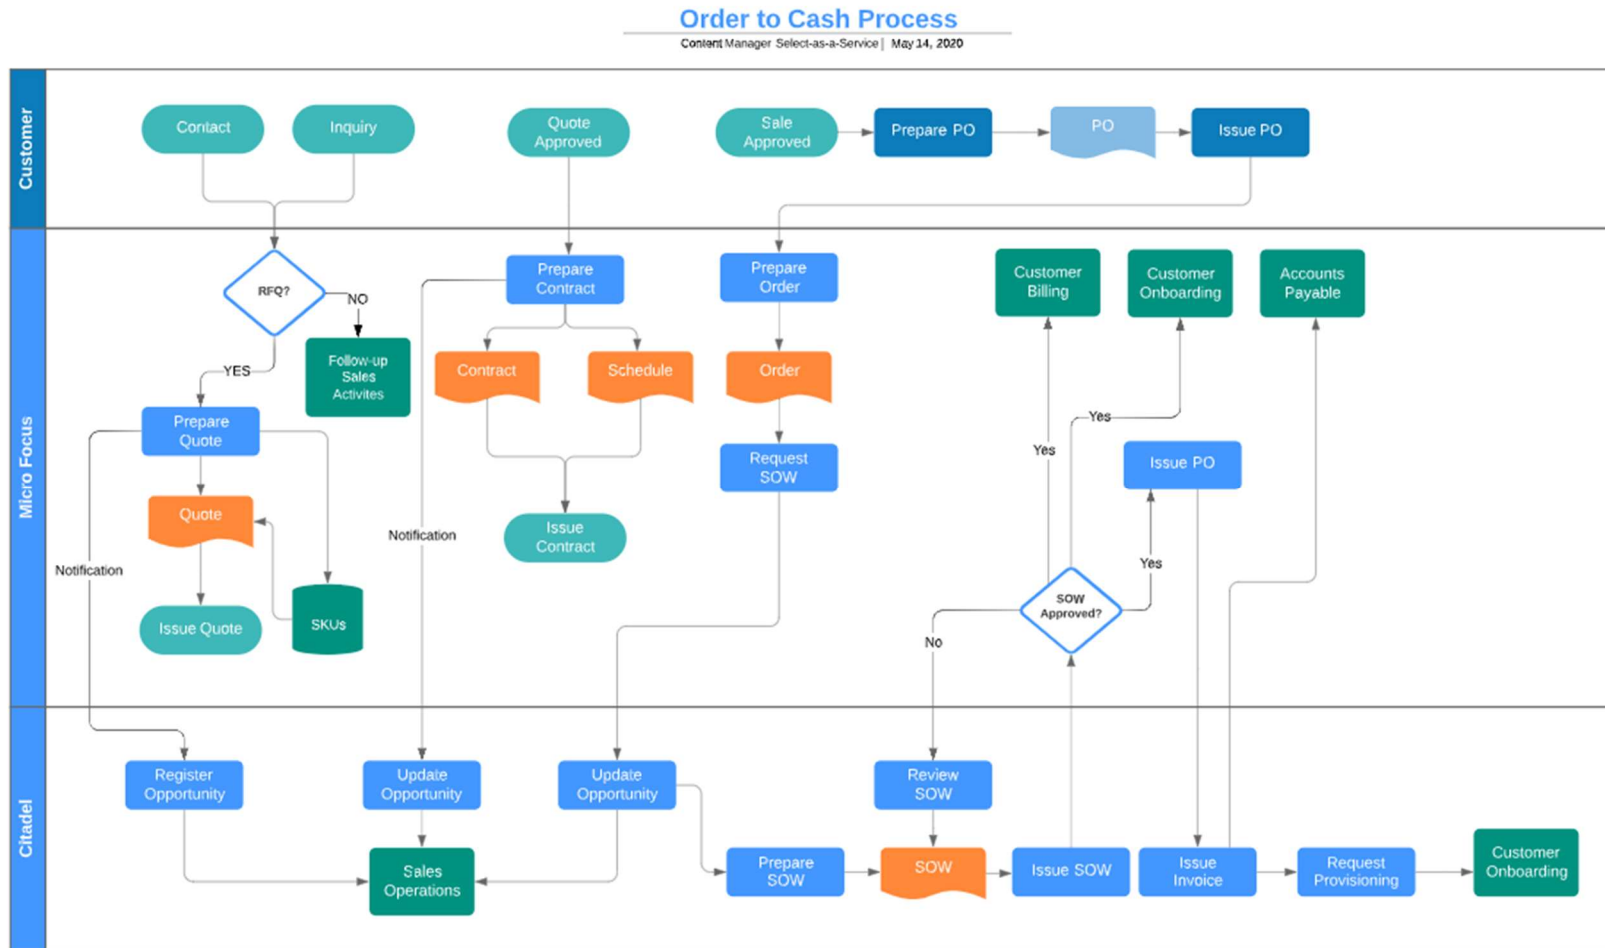 Order to Cash Process
Content Manager Select-as-a-Service | May 14, 2020
Customer
Contact
Inquiry
Quote
Approved
Sale
Approved
Prepare PO
PO
Issue PO
Micro Focus
RFQ?
NO
YES
Follow-up
Sales
Activites
Prepare
Quote
Quote
Issue Quote
SKUs
Notification
Prepare
Contract
Contract
Schedule
Issue
Contract
Notification
Prepare
Order
Order
Request
SOW
Customer
Billing
Customer
Onboarding
Accounts
Payable
Yes
Yes
Issue PO
Yes
SOW
Approved?
No
Citadel
Register
Opportunity
Update
Opportunity
Update
Opportunity
Review
SOW
Sales
Operations
Prepare
SOW
SOW
Issue SOW
Issue
Invoice
Request
Provisioning
Customer
Onboarding